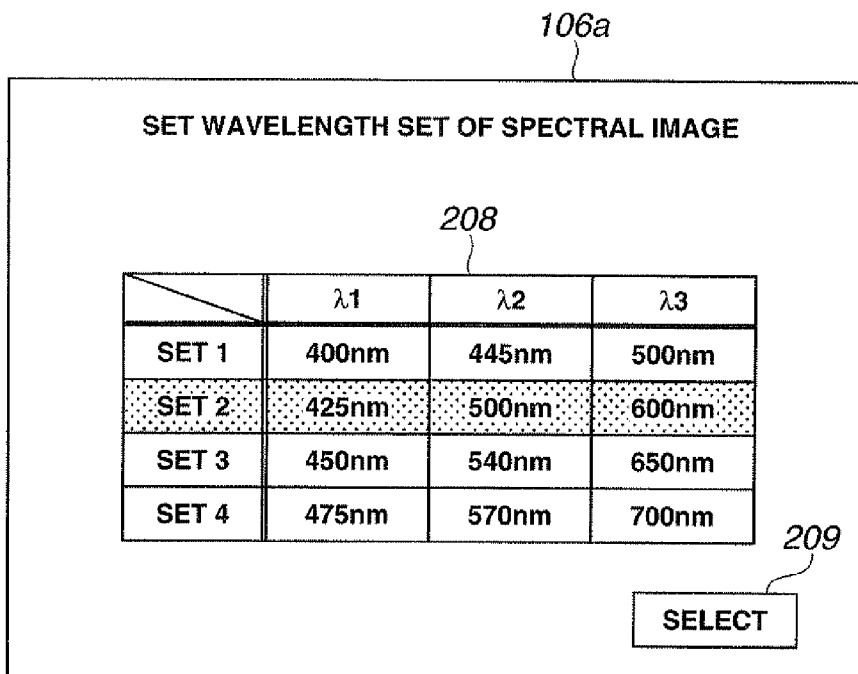 106a
SET WAVELENGTH SET OF SPECTRAL IMAGE
208
λ1 λ2 λ3
SET 1 400nm 445nm 500nm
SET 2 425nm 500nm 600nm
SET 3 450nm 540nm 650nm
SET 4 475nm 570nm 700nm
209
SELECT